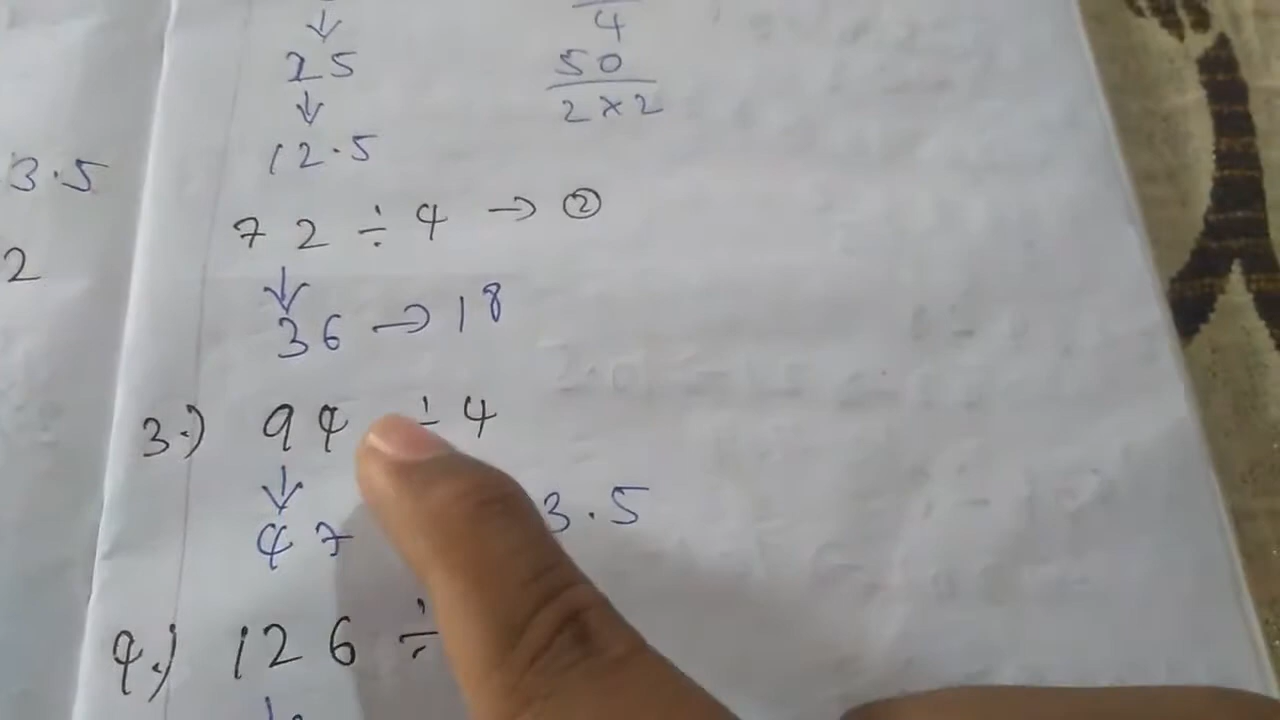 ↓
4
25
50
↓
2 × 2
12.5
3.5
72 ÷ 4 → ②
2
↓
36 → 18
3.) 94 ÷ 4
↓
47 3.5
4.) 126 ÷